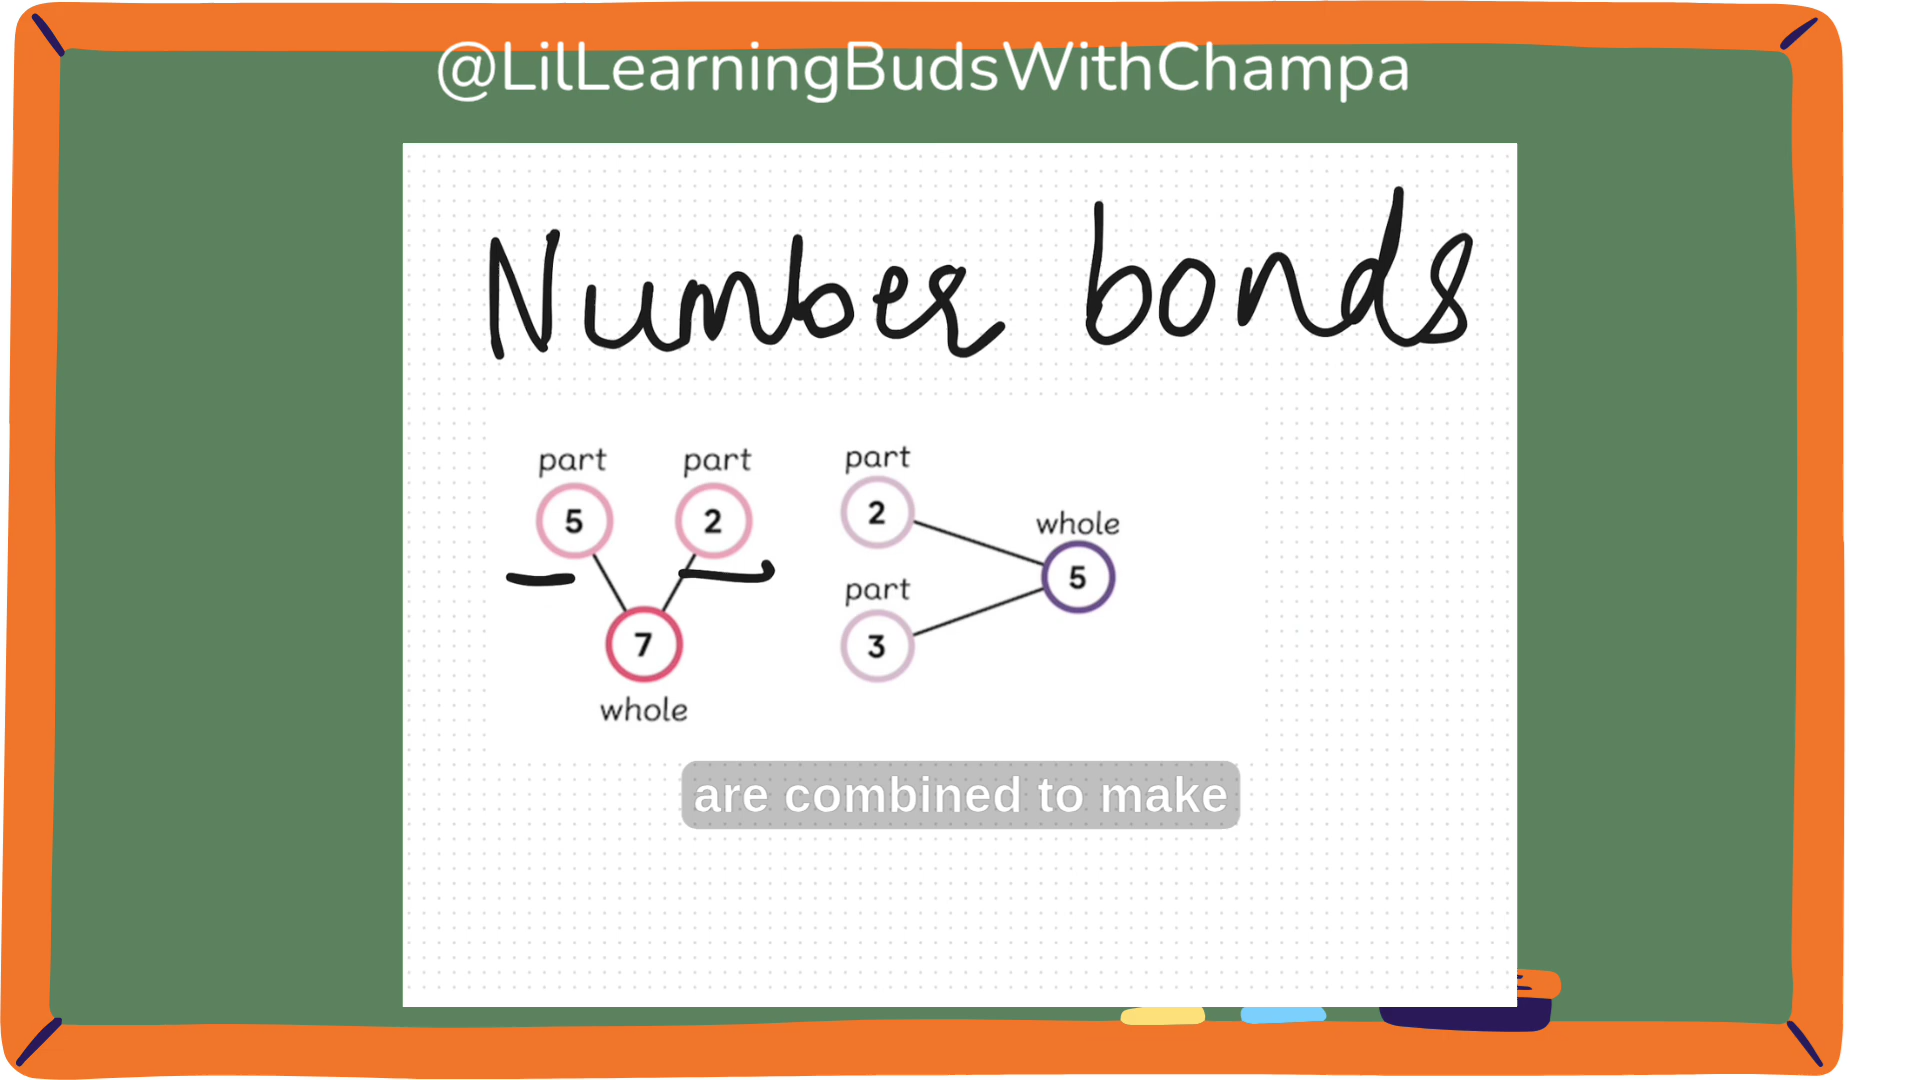 @LilLearningBudsWithChampa
Number bonds
part part
5 2
7
whole
part
2
whole
5
part
3
are combined to make